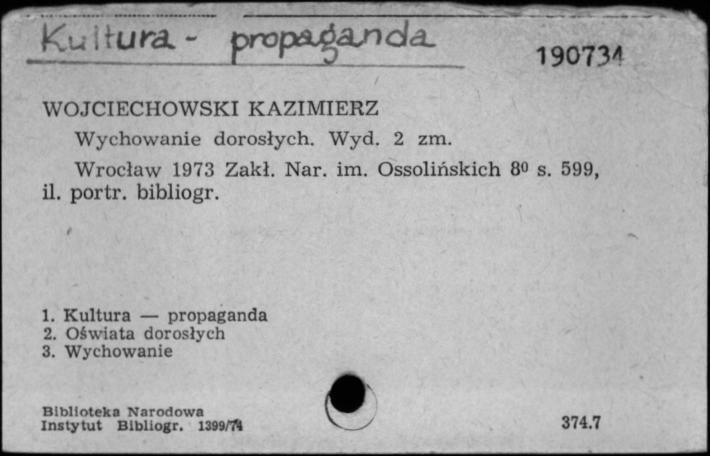 Kultura - propaganda
190734
WOJCIECHOWSKI KAZIMIERZ
Wychowanie dorosłych. Wyd. 2 zm.
Wrocław 1973 Zakł. Nar. im. Ossolińskich 8⁰ s. 599,
il. portr. bibliogr.
1. Kultura — propaganda
2. Oświata dorosłych
3. Wychowanie
Biblioteka Narodowa
Instytut Bibliogr. 1399/74
374.7